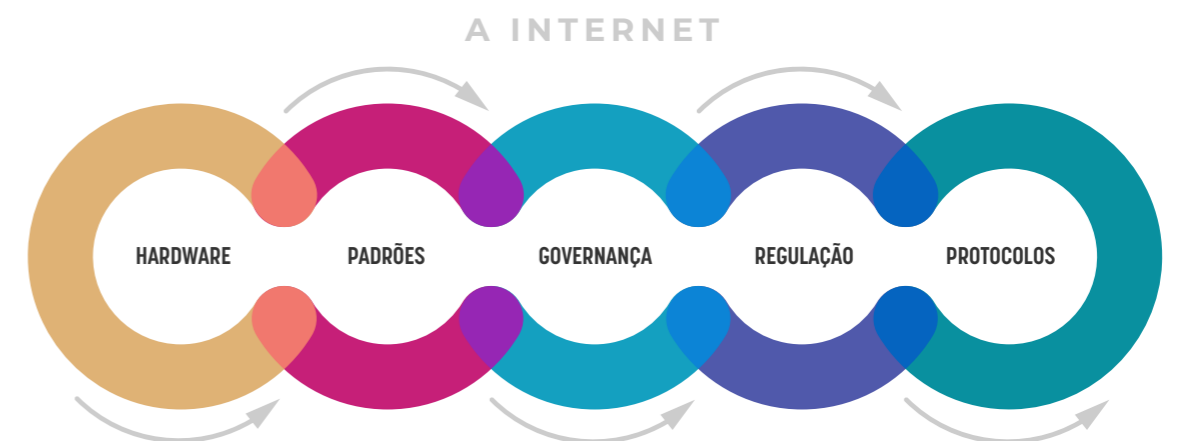 A INTERNET
HARDWARE
PADRÕES
GOVERNANÇA
REGULAÇÃO
PROTOCOLOS